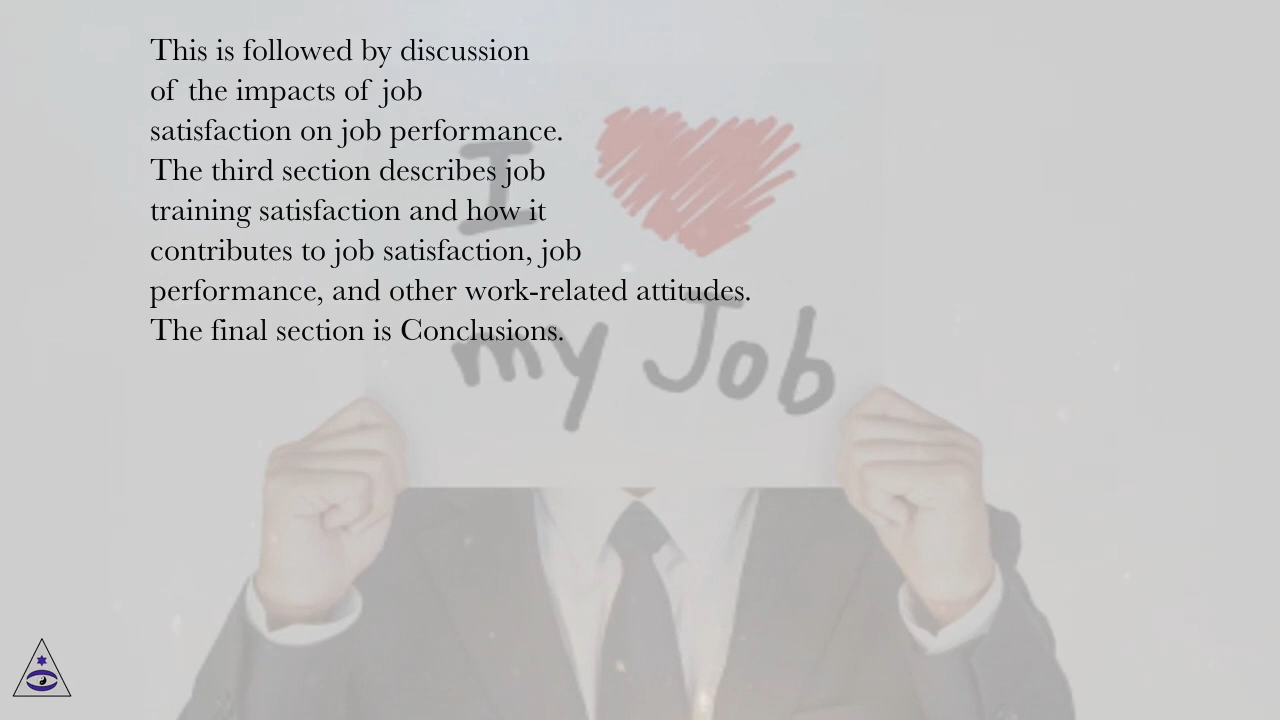 This is followed by discussion
of the impacts of job
satisfaction on job performance.
The third section describes job
training satisfaction and how it
contributes to job satisfaction, job
performance, and other work-related attitudes.
The final section is Conclusions.
I
my Job